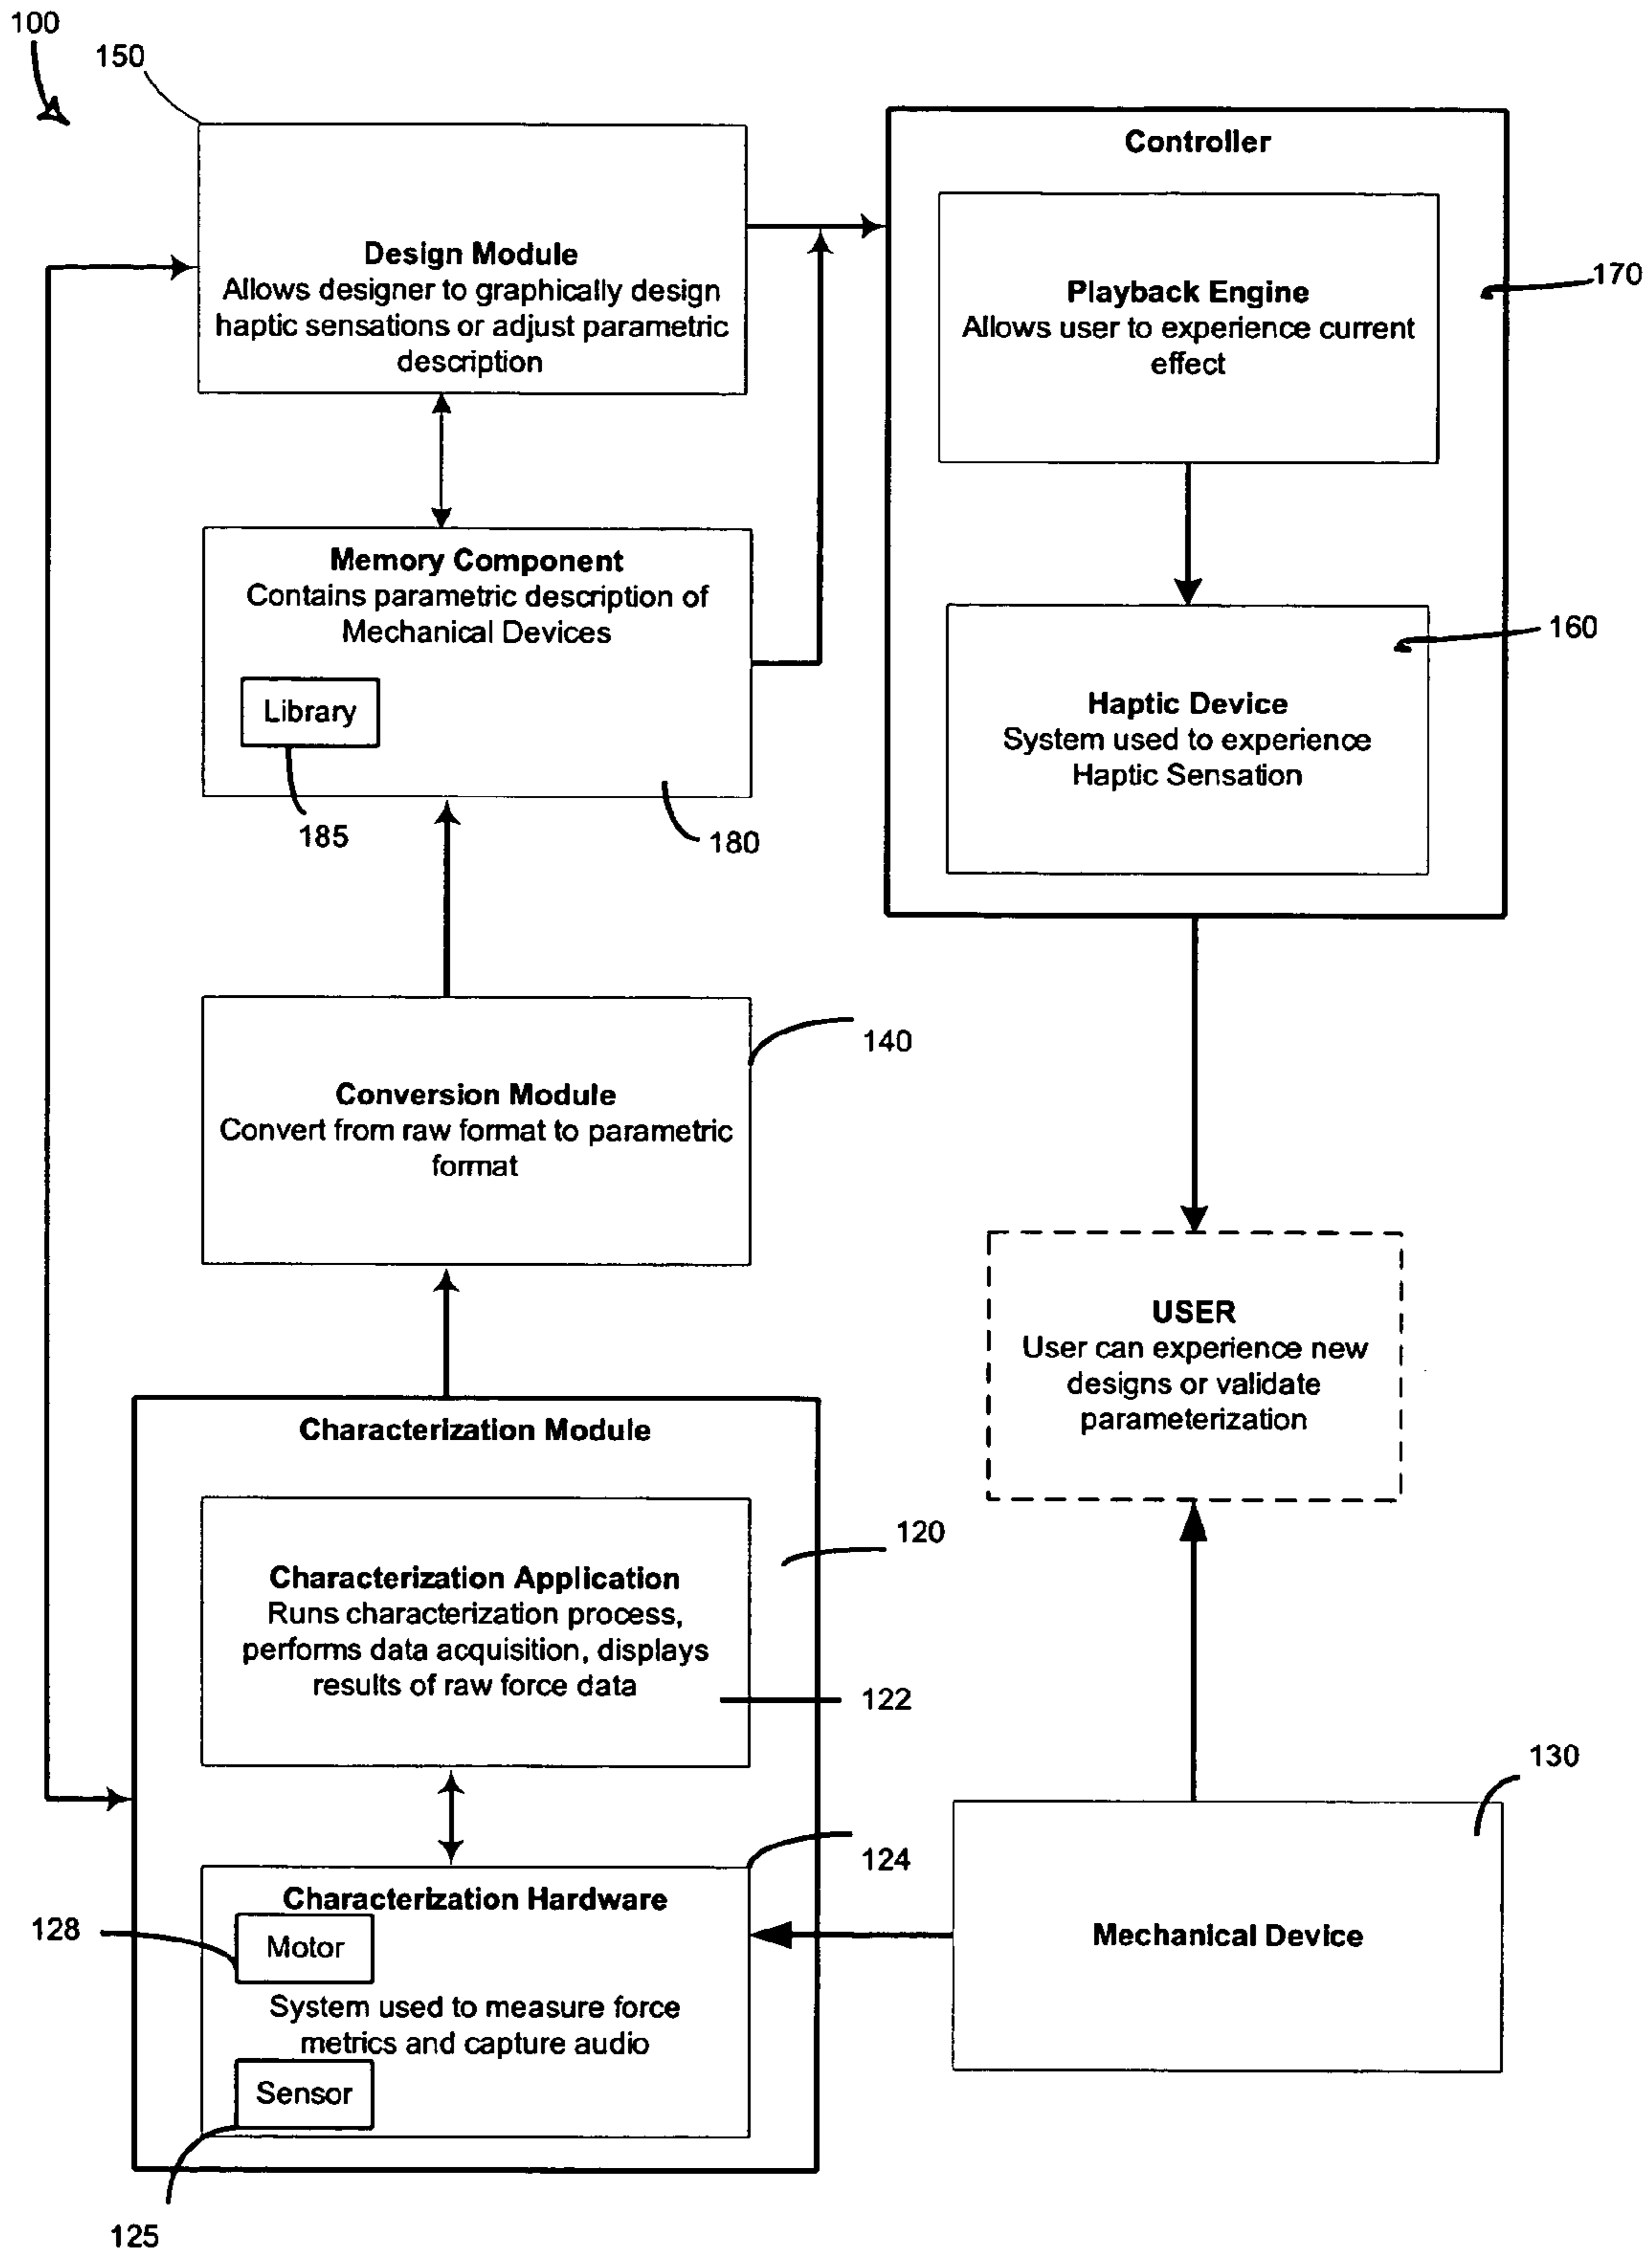 100
150
Design Module
Allows designer to graphically design
haptic sensations or adjust parametric
description
Controller
Playback Engine
Allows user to experience current
effect
170
Memory Component
Contains parametric description of
Mechanical Devices
Library
185
180
Haptic Device
System used to experience
Haptic Sensation
160
Conversion Module
Convert from raw format to parametric
format
140
USER
User can experience new
designs or validate
parameterization
Characterization Module
120
Characterization Application
Runs characterization process,
performs data acquisition, displays
results of raw force data
122
130
Mechanical Device
124
Characterization Hardware
128
Motor
System used to measure force
metrics and capture audio
Sensor
125